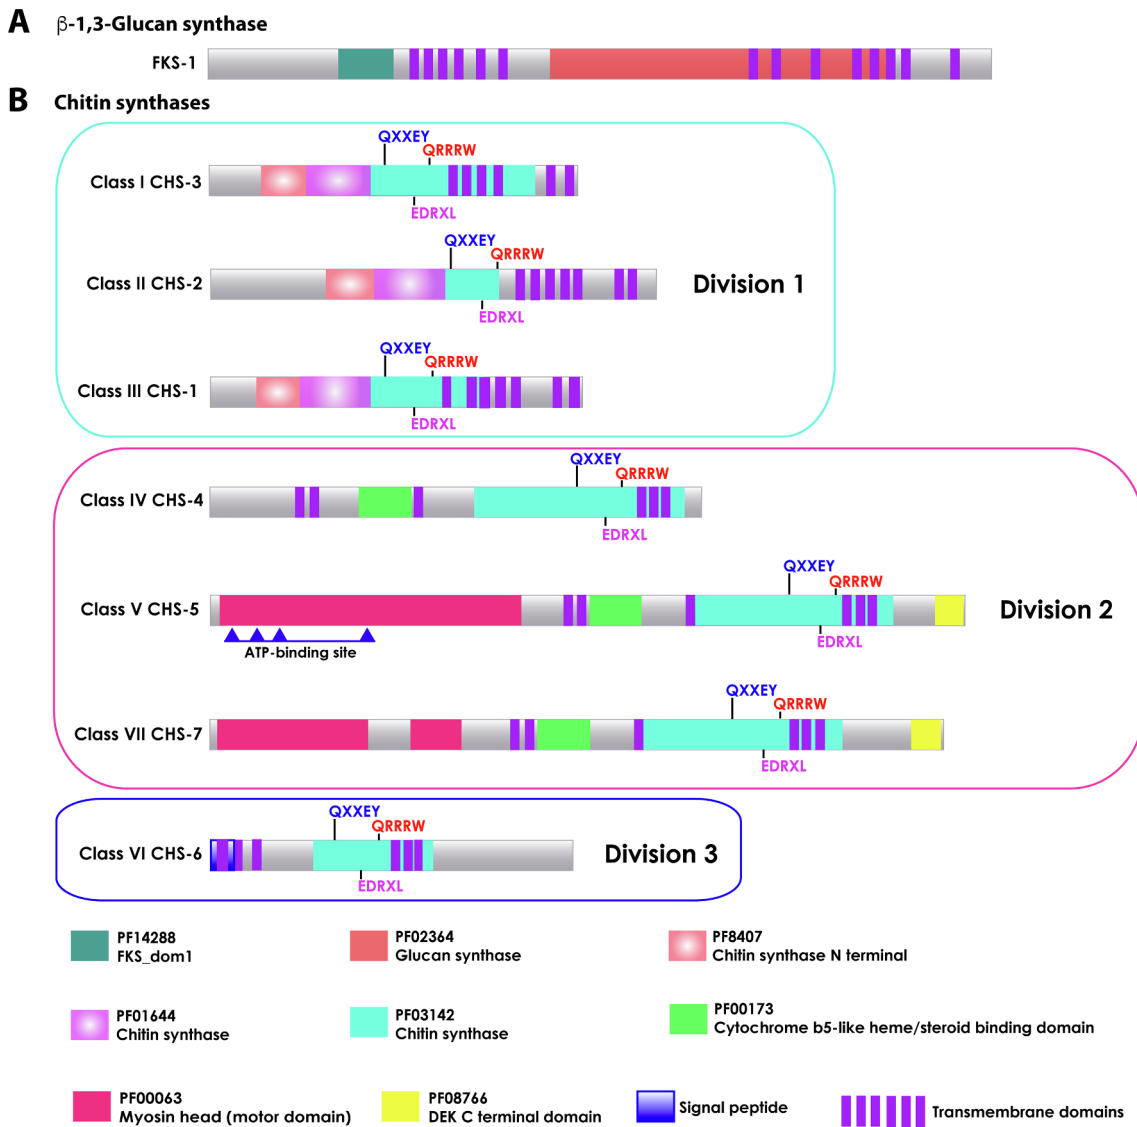 A β-1,3-Glucan synthase
FKS-1
B Chitin synthases
QXXEY
QRRRW
Class I CHS-3
EDRXL
QXXEY
QRRRW
Class II CHS-2
Division 1
EDRXL
QXXEY
QRRRW
Class III CHS-1
EDRXL
QXXEY
QRRRW
Class IV CHS-4
EDRXL
QXXEY
QRRRW
Class V CHS-5
Division 2
EDRXL
ATP-binding site
QXXEY
QRRRW
Class VII CHS-7
EDRXL
QXXEY
QRRRW
Class VI CHS-6
Division 3
EDRXL
PF14288
FKS_dom1
PF02364
Glucan synthase
PF8407
Chitin synthase N terminal
PF01644
Chitin synthase
PF03142
Chitin synthase
PF00173
Cytochrome b5-like heme/steroid binding domain
PF00063
Myosin head (motor domain)
PF08766
DEK C terminal domain
Signal peptide
Transmembrane domains